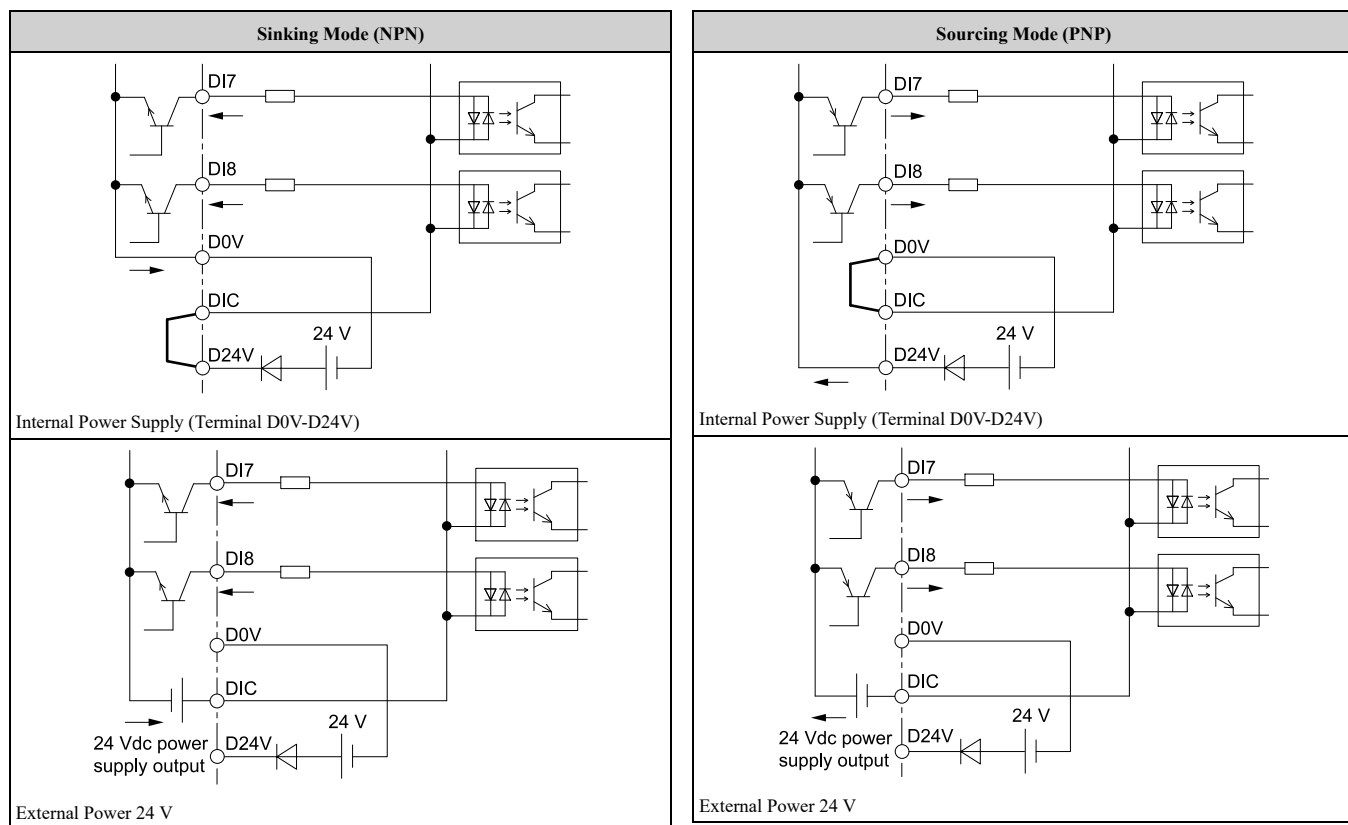 Sinking Mode (NPN)
DI7
DI8
D0V
DIC
24 V
D24V
Internal Power Supply (Terminal D0V-D24V)
DI7
DI8
D0V
DIC
24 V
24 Vdc power
supply output
D24V
External Power 24 V
Sourcing Mode (PNP)
DI7
DI8
D0V
DIC
24 V
D24V
Internal Power Supply (Terminal D0V-D24V)
DI7
DI8
D0V
DIC
24 V
24 Vdc power
supply output
D24V
External Power 24 V